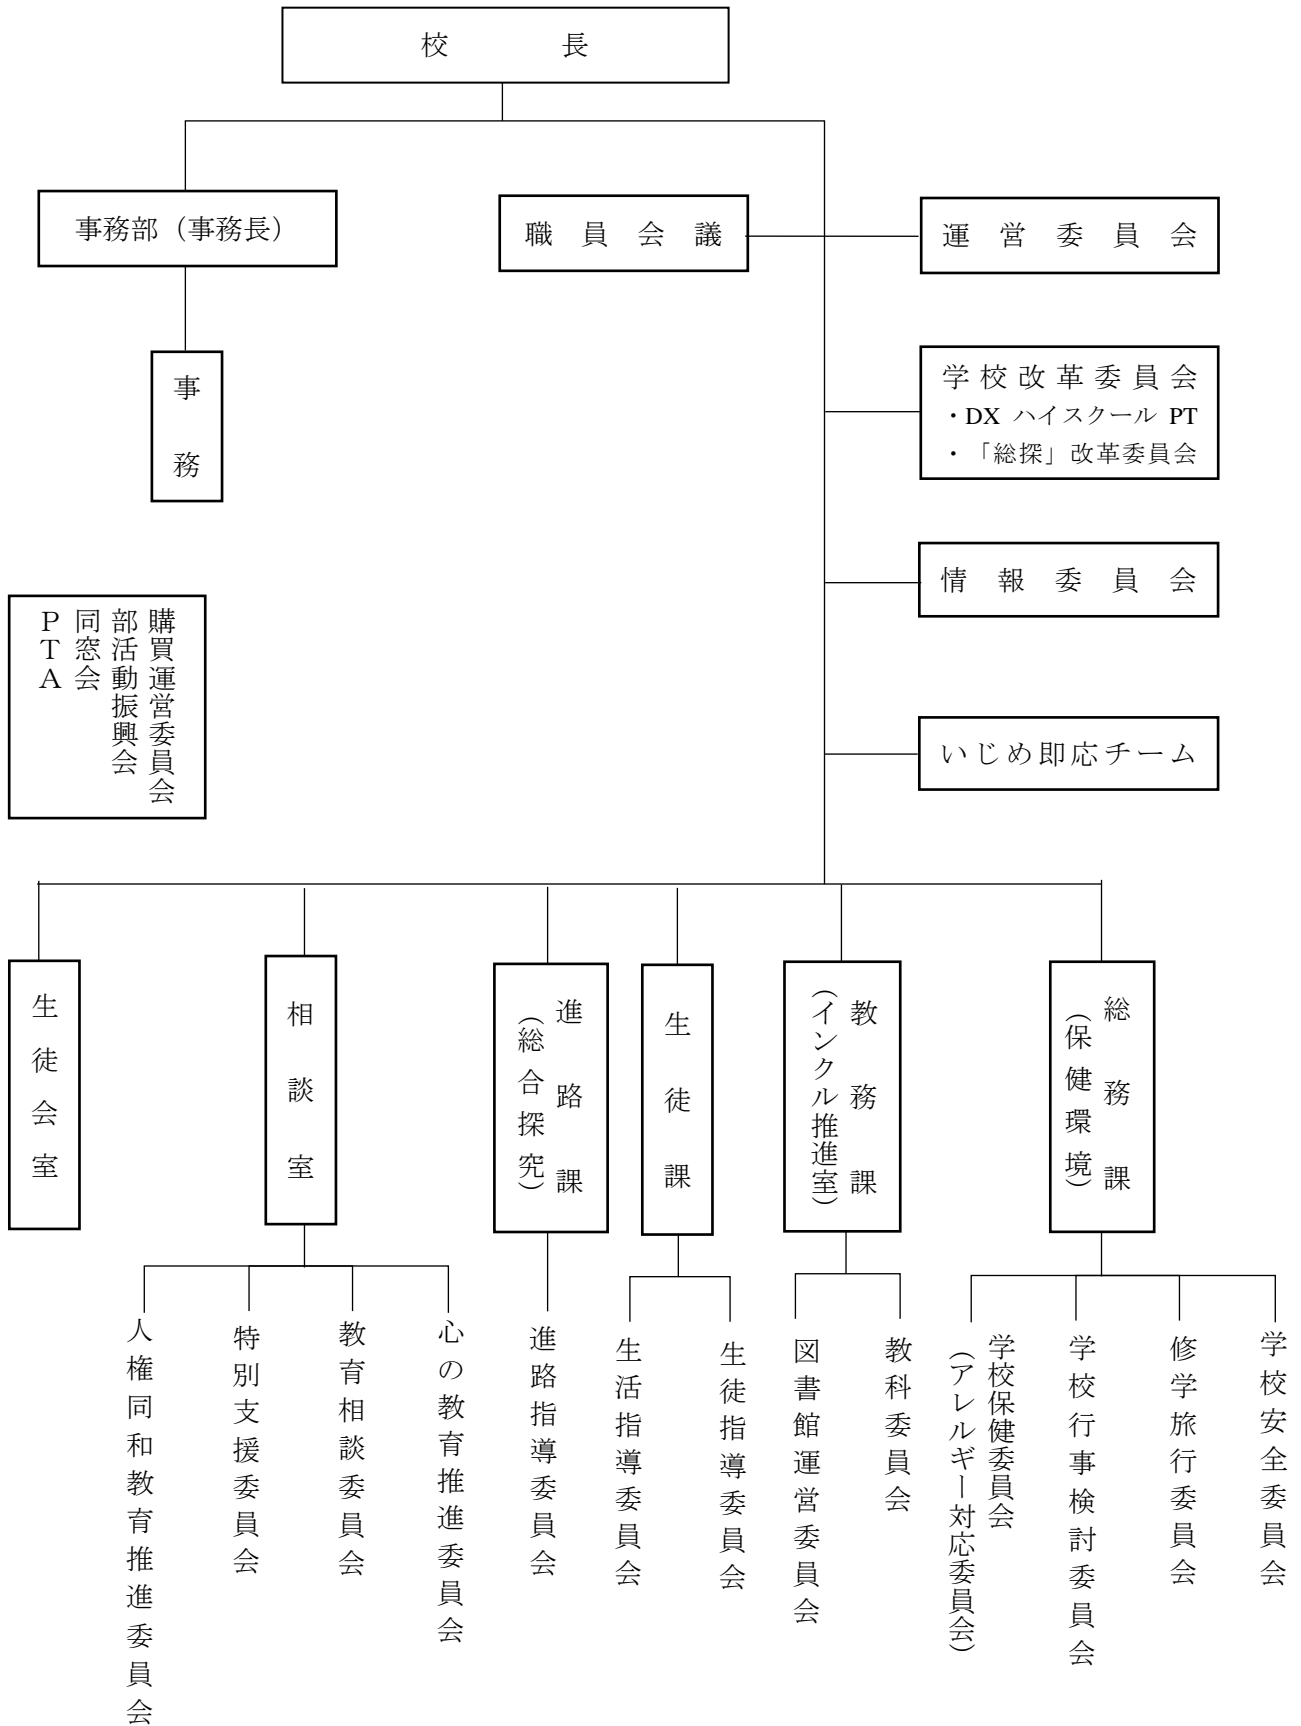 校長
事務部（事務長）
職員会議
運営委員会
事務
学校改革委員会
・DX ハイスクール PT
・「総探」改革委員会
情報委員会
購買運営委員会
部活動振興会
同窓会
ＰＴＡ
いじめ即応チーム
総務課
(保健環境)
教務課
(インクル推進室)
生徒課
進路課
(総合探究)
相談室
生徒会室
学校安全委員会
修学旅行委員会
学校行事検討委員会
学校保健委員会
(アレルギー対応委員会)
教科委員会
図書館運営委員会
生徒指導委員会
生活指導委員会
進路指導委員会
心の教育推進委員会
教育相談委員会
特別支援委員会
人権同和教育推進委員会